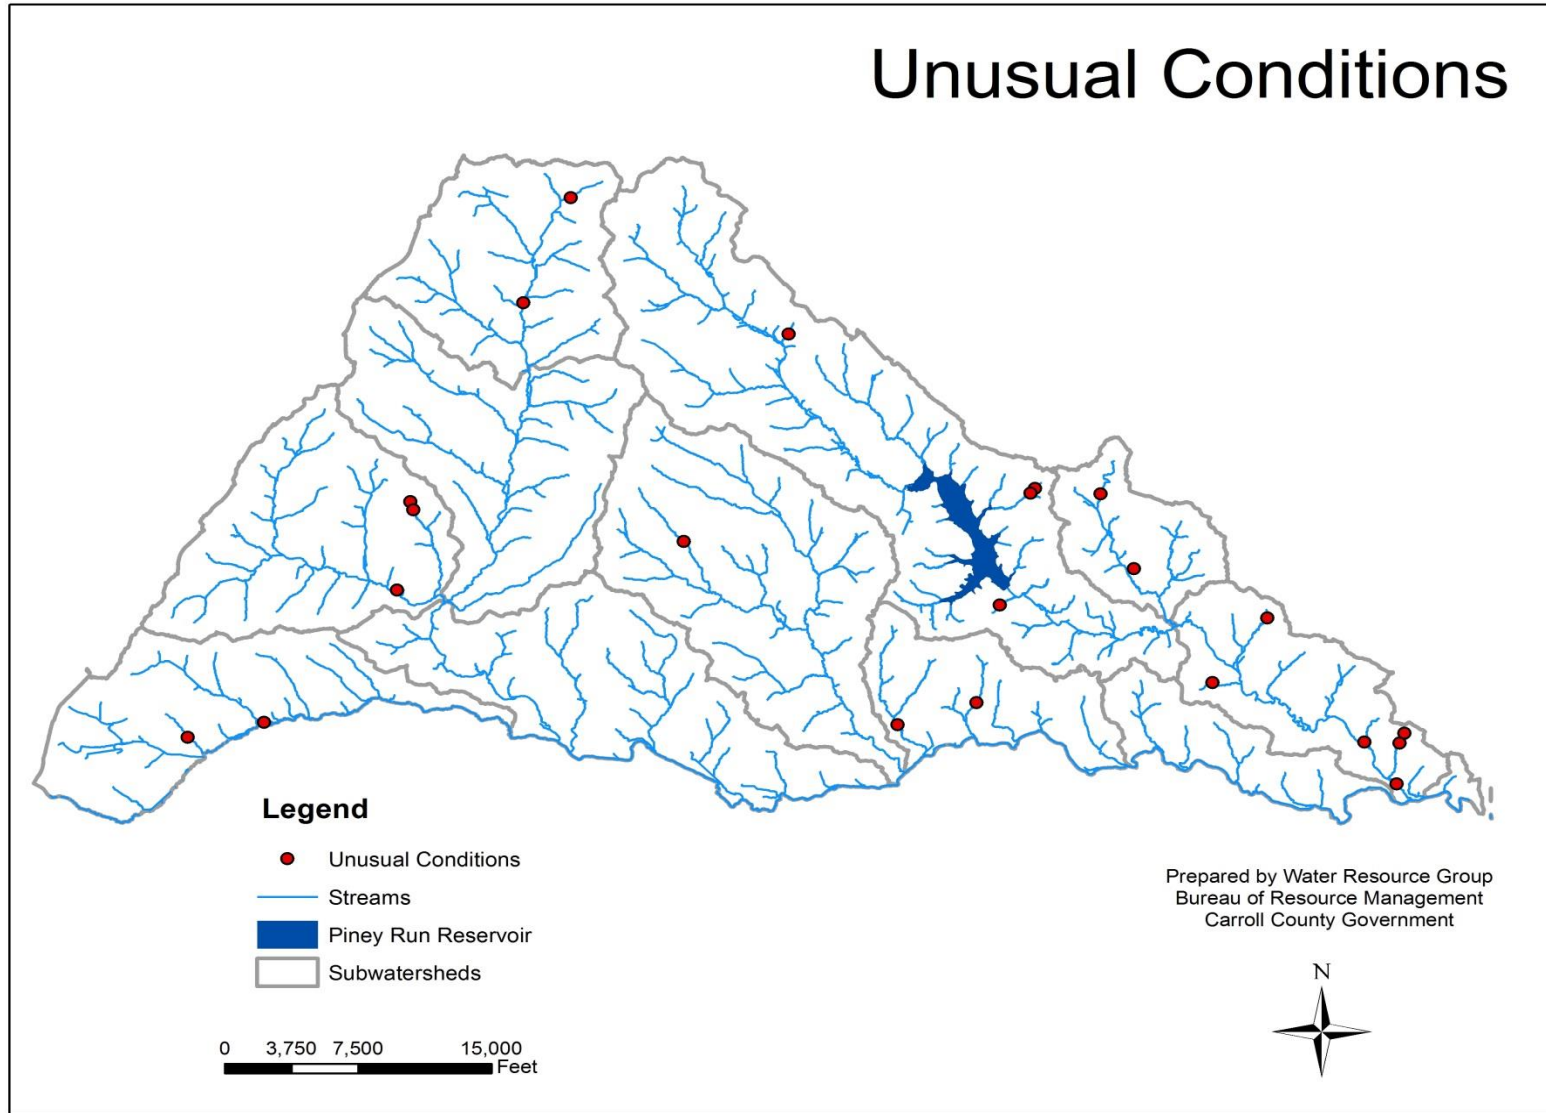 Unusual Conditions
Legend
Unusual Conditions
Streams
Piney Run Reservoir
Subwatersheds
0 3,750 7,500 15,000
Feet
Prepared by Water Resource Group
Bureau of Resource Management
Carroll County Government
N